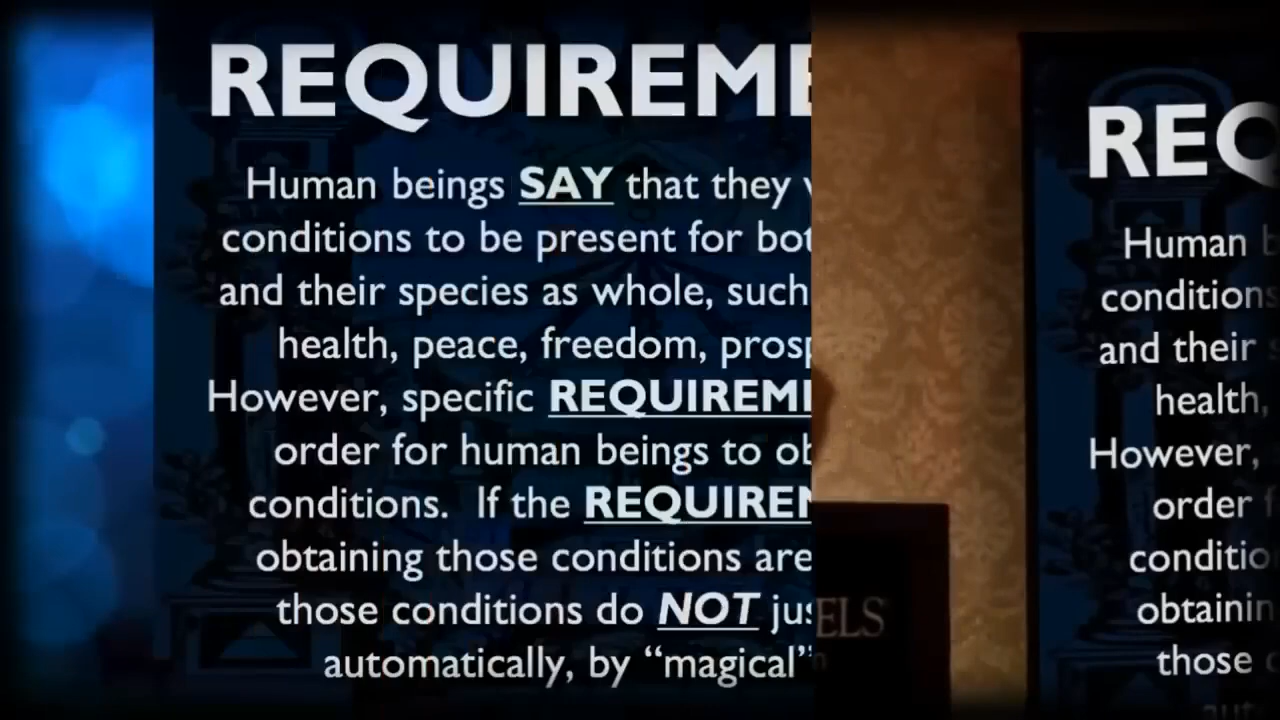 REQUIREME
Human beings SAY that they
conditions to be present for bot
and their species as whole, such
health, peace, freedom, prosp
However, specific REQUIREM
order for human beings to ob
conditions. If the REQUIREM
obtaining those conditions are
those conditions do NOT jus
automatically, by “magical”
ELS
REQ
Human b
conditions
and their s
health,
However,
order f
conditio
obtainin
those c